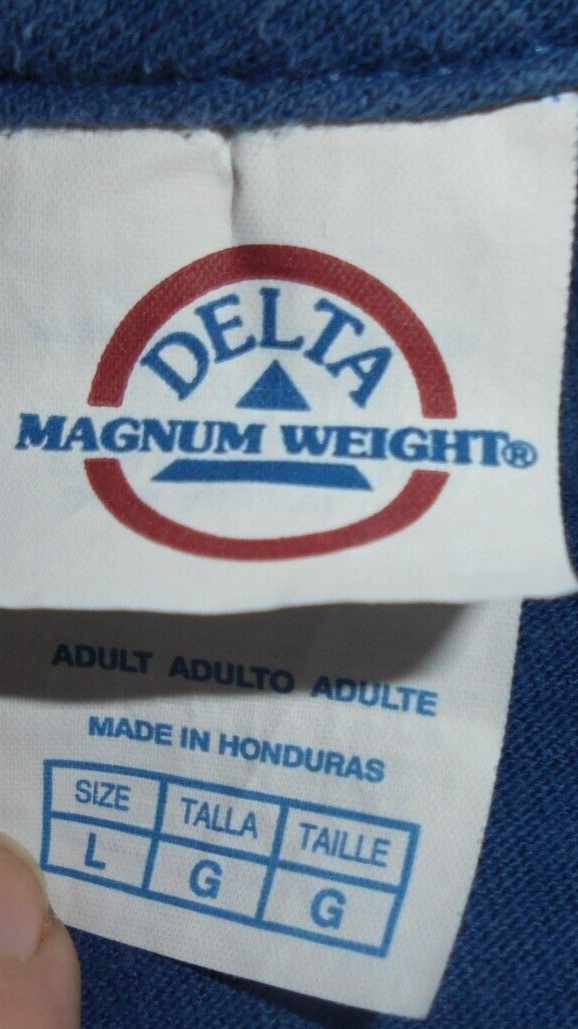 DELTA
MAGNUM WEIGHT®
ADULT ADULTO ADULTE
MADE IN HONDURAS
SIZE TALLA TAILLE
L G G